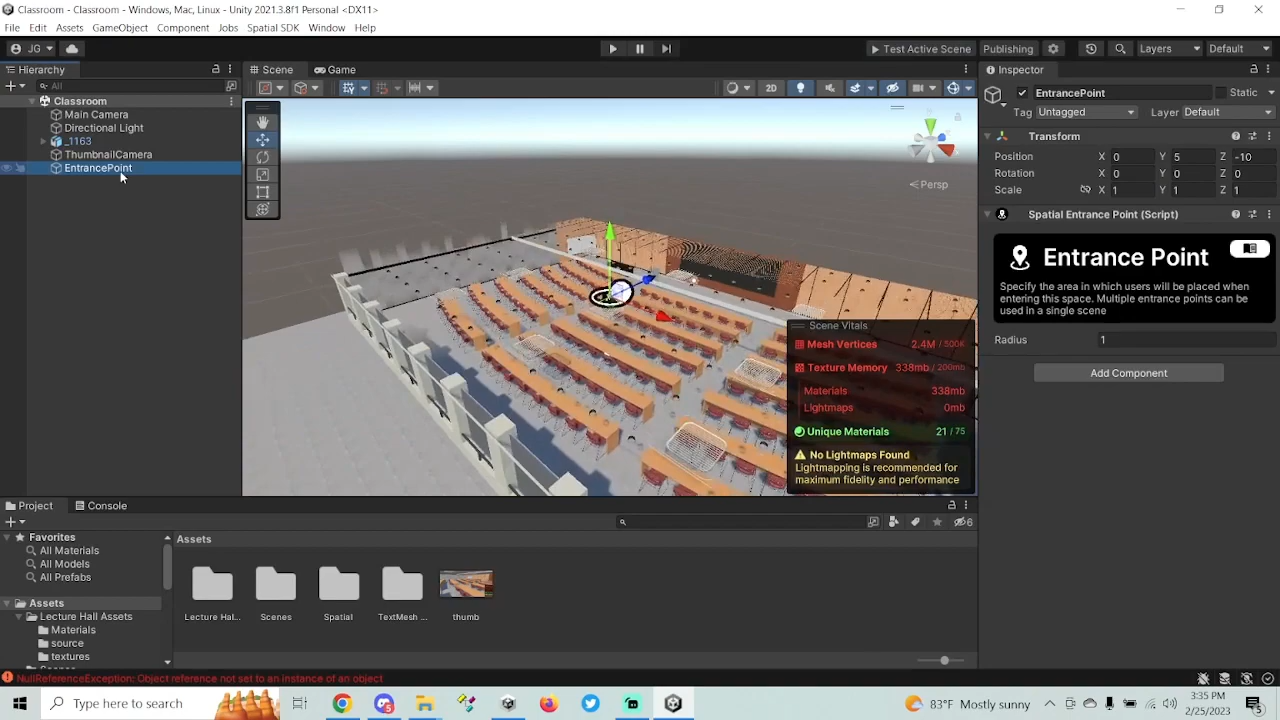 Classroom - Classroom - Windows, Mac, Linux - Unity 2021.3.8f1 Personal <DX11>
File Edit Assets GameObject Component Jobs Spatial SDK Window Help
JG Test Active Scene Publishing Layers Default
Hierarchy Scene Game Inspector
All 2D EntrancePoint Static
Classroom Tag Untagged Layer Default
Main Camera
Directional Light Transform
_1163 Position X 0 Y 5 Z -10
ThumbnailCamera Rotation X 0 Y 0 Z 0
EntrancePoint Scale X 1 Y 1 Z 1
Persp
Spatial Entrance Point (Script)
Entrance Point
Specify the area in which users will be placed when
entering this space. Multiple entrance points can be
used in a single scene
Radius 1
Add Component
Scene Vitals
Mesh Vertices 2.4M / 500K
Texture Memory 338mb / 200mb
Materials 338mb
Lightmaps 0mb
Unique Materials 21 / 75
No Lightmaps Found
Lightmapping is recommended for
maximum fidelity and performance
Project Console
6
Favorites Assets
All Materials
All Models
All Prefabs
Assets
Lecture Hall Assets Lecture Hal... Scenes Spatial TextMesh ... thumb
Materials
source
textures
NullReferenceException: Object reference not set to an instance of an object
Type here to search 83°F Mostly sunny 3:35 PM
2/25/2023 5